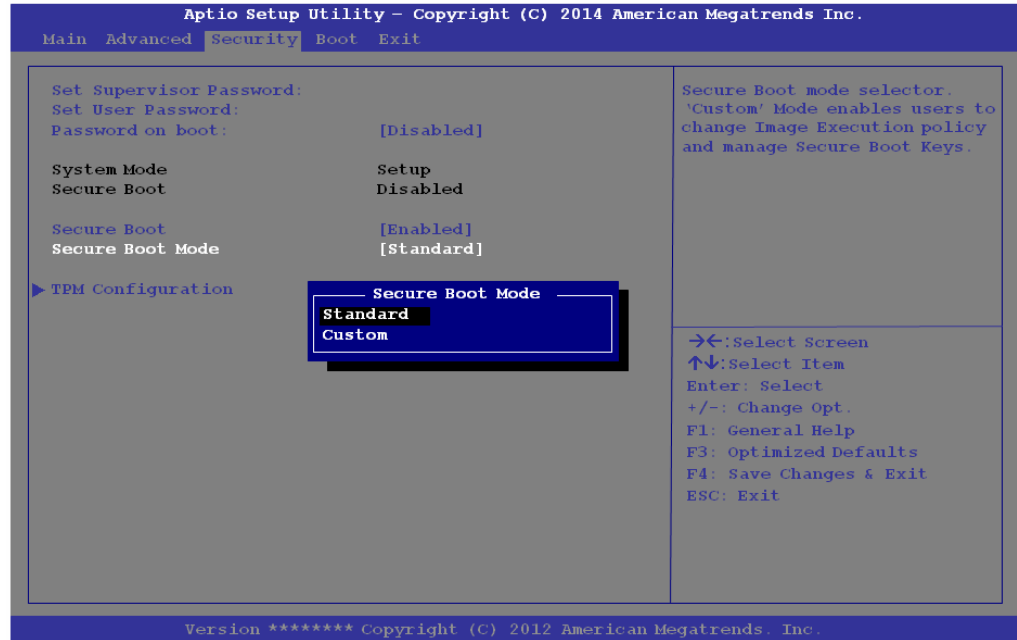 Aptio Setup Utility – Copyright (C) 2014 American Megatrends Inc.
Main Advanced Security Boot Exit
Set Supervisor Password:
Set User Password:
Password on boot: [Disabled]
System Mode Setup
Secure Boot Disabled
Secure Boot [Enabled]
Secure Boot Mode [Standard]
▶ TPM Configuration
Secure Boot Mode
Standard
Custom
Secure Boot mode selector.
'Custom' Mode enables users to
change Image Execution policy
and manage Secure Boot Keys.
→←:Select Screen
↑↓:Select Item
Enter: Select
+/-: Change Opt.
F1: General Help
F3: Optimized Defaults
F4: Save Changes & Exit
ESC: Exit
Version ******** Copyright (C) 2012 American Megatrends. Inc.